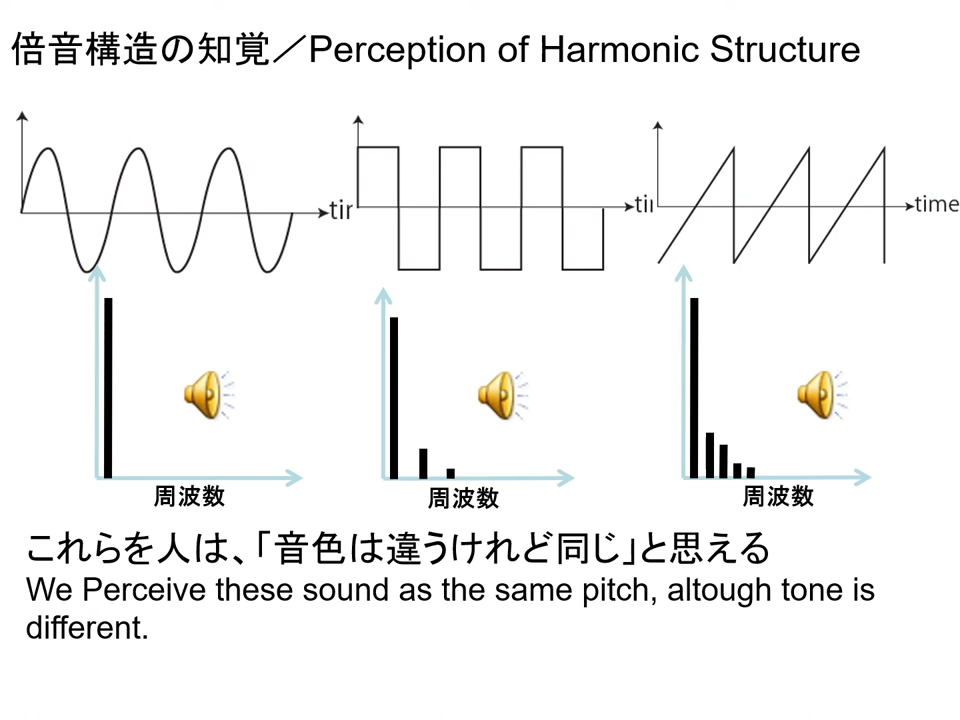 倍音構造の知覚／Perception of Harmonic Structure
tir
til
time
周波数
周波数
周波数
これらを人は、「音色は違うけれど同じ」と思える
We Perceive these sound as the same pitch, altough tone is
different.